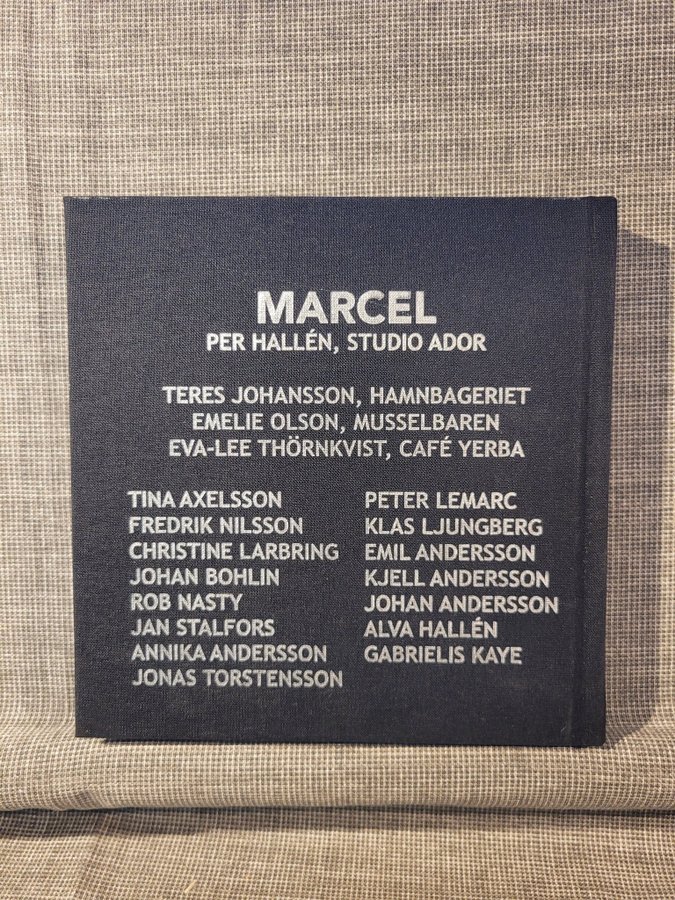 MARCEL
PER HALLÉN, STUDIO ADOR
TERES JOHANSSON, HAMNBAGERIET
EMELIE OLSON, MUSSELBAREN
EVA-LEE THÖRNKVIST, CAFÉ YERBA
TINA AXELSSON
FREDRIK NILSSON
CHRISTINE LARBRING
JOHAN BOHLIN
ROB NASTY
JAN STALFORS
ANNIKA ANDERSSON
JONAS TORSTENSSON
PETER LEMARC
KLAS LJUNGBERG
EMIL ANDERSSON
KJELL ANDERSSON
JOHAN ANDERSSON
ALVA HALLÉN
GABRIELIS KAYE